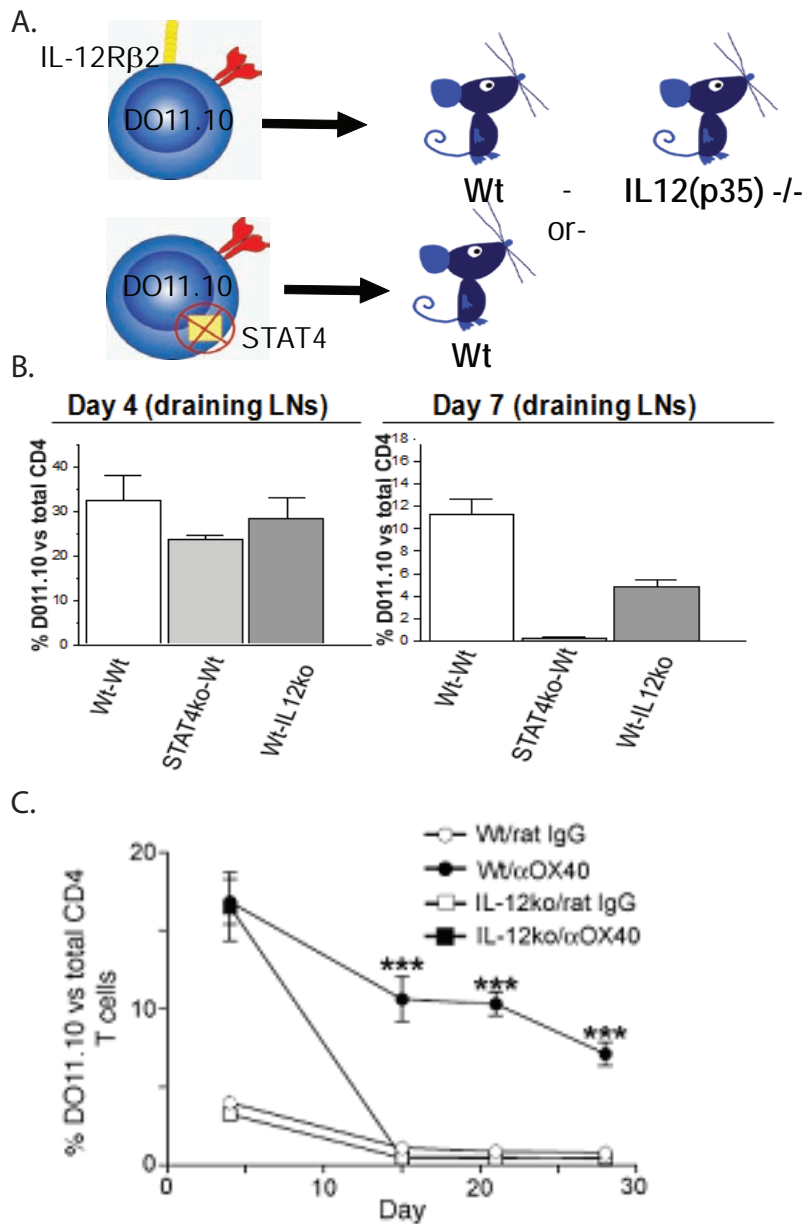 A.
IL-12Rβ2
DO11.10
Wt
-
or-
IL12(p35) -/-
DO11.10
STAT4
Wt
B.
Day 4 (draining LNs)
% D011.10 vs total CD4
40
30
20
10
0
Wt-Wt
STAT4ko-Wt
Wt-IL12ko
Day 7 (draining LNs)
% D011.10 vs total CD4
18
16
14
12
10
8
6
4
2
0
Wt-Wt
STAT4ko-Wt
Wt-IL12ko
C.
% DO11.10 vs total CD4
T cells
20
10
0
Wt/rat IgG
Wt/αOX40
IL-12ko/rat IgG
IL-12ko/αOX40
***
***
***
0
10
20
30
Day